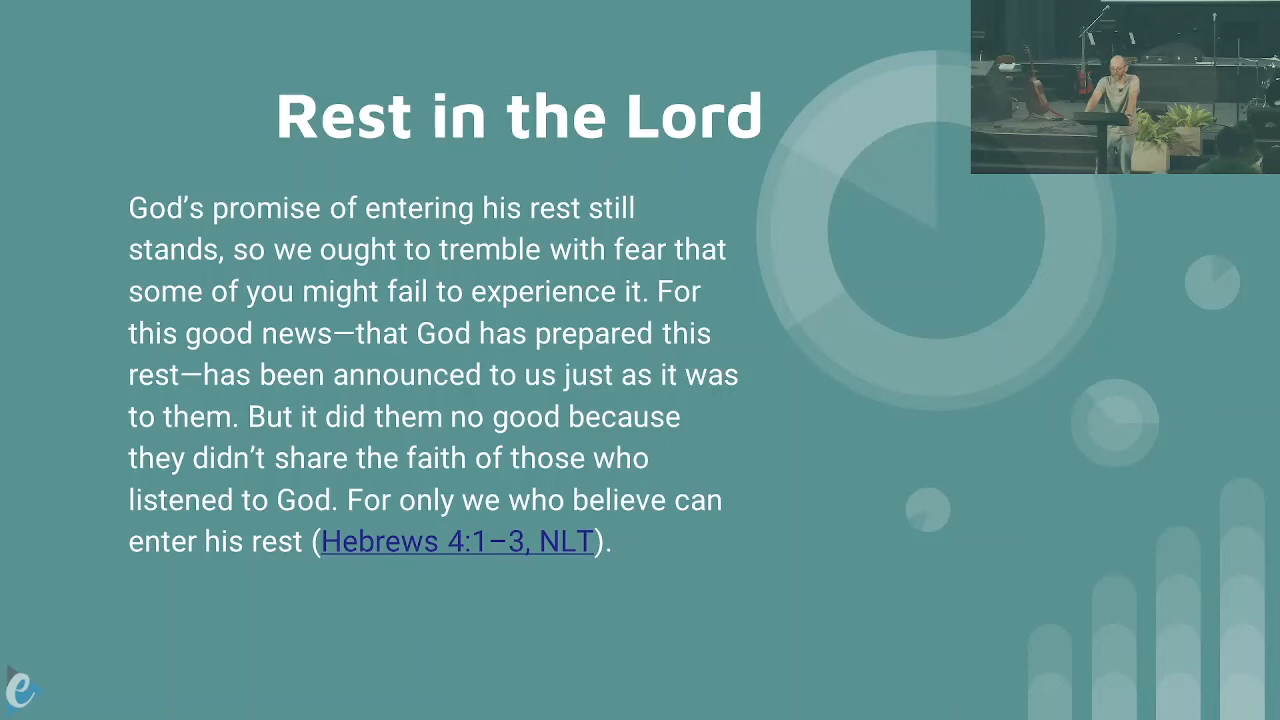 Rest in the Lord
God’s promise of entering his rest still
stands, so we ought to tremble with fear that
some of you might fail to experience it. For
this good news—that God has prepared this
rest—has been announced to us just as it was
to them. But it did them no good because
they didn’t share the faith of those who
listened to God. For only we who believe can
enter his rest (Hebrews 4:1–3, NLT).
e